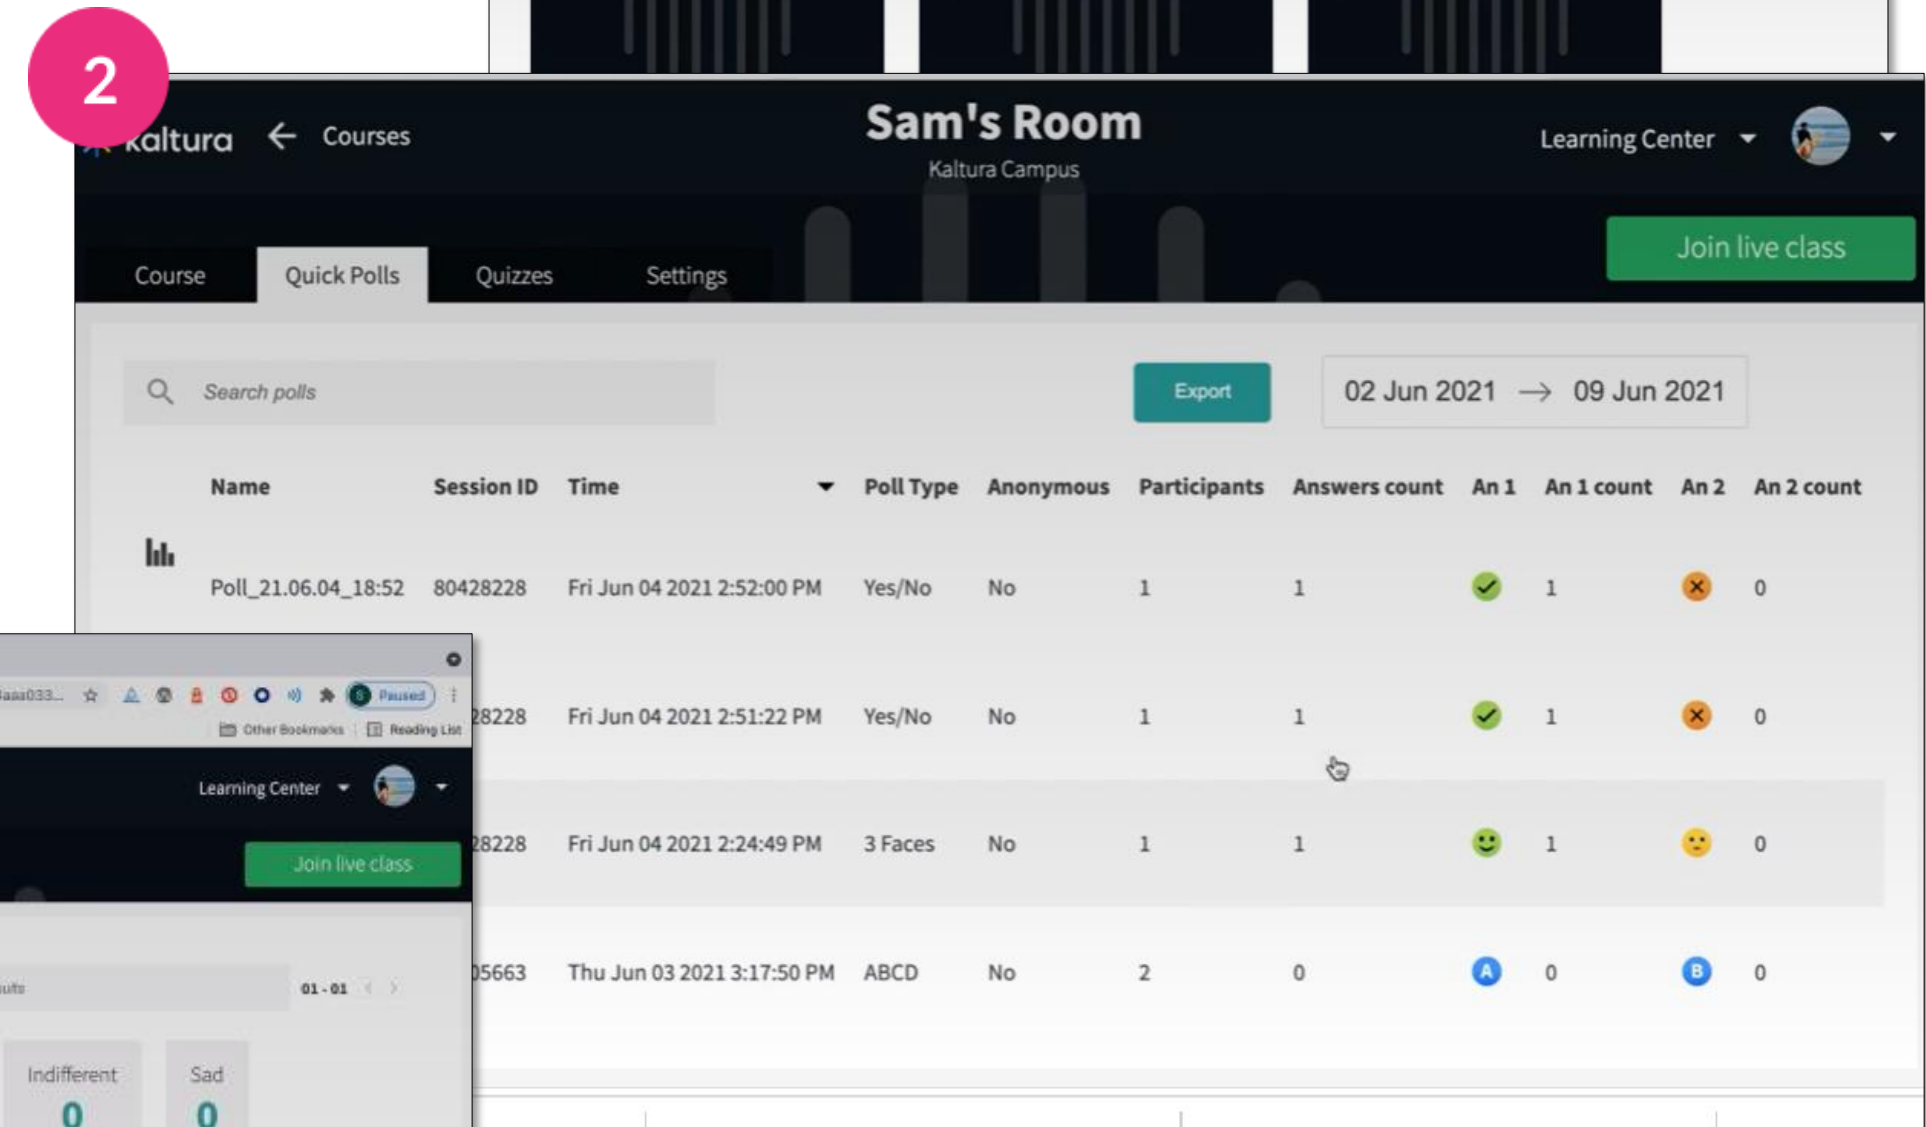 2
kaltura ← Courses
Sam's Room
Kaltura Campus
Learning Center
Join live class
Course Quick Polls Quizzes Settings
Search polls
Export
02 Jun 2021 → 09 Jun 2021
Name Session ID Time Poll Type Anonymous Participants Answers count An 1 An 1 count An 2 An 2 count
Poll_21.06.04_18:52 80428228 Fri Jun 04 2021 2:52:00 PM Yes/No No 1 1 1 0
28228 Fri Jun 04 2021 2:51:22 PM Yes/No No 1 1 1 0
28228 Fri Jun 04 2021 2:24:49 PM 3 Faces No 1 1 1 0
05663 Thu Jun 03 2021 3:17:50 PM ABCD No 2 0 A 0 B 0
S Paused
Other Bookmarks Reading List
Learning Center
Join live class
01 - 01
Indifferent Sad
0 0